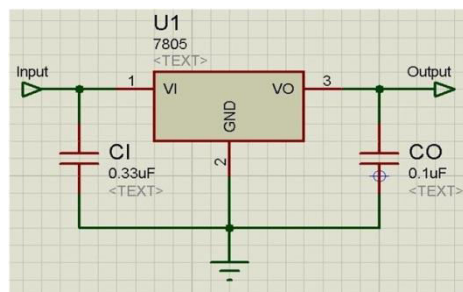 U1
7805
<TEXT>
Input
1
VI
VO
3
Output
GND
2
CI
0.33uF
<TEXT>
CO
0.1uF
<TEXT>